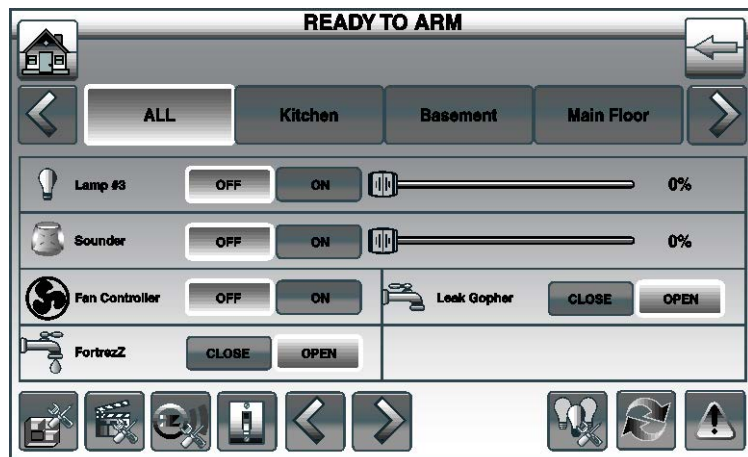 READY TO ARM
ALL Kitchen Basement Main Floor
Lamp #3 OFF ON 0%
Sounder OFF ON 0%
Fan Controller OFF ON Leak Gopher CLOSE OPEN
FortrezZ CLOSE OPEN